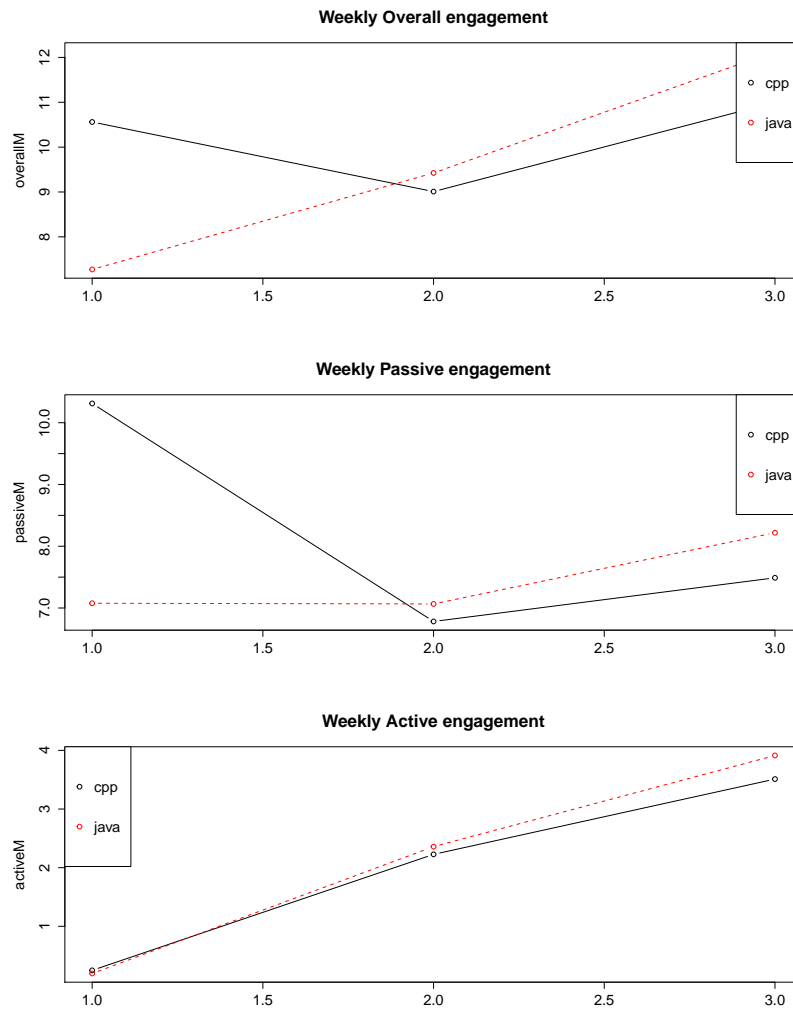 Weekly Overall engagement
overallM
12
11
10
9
8
cpp
java
1.0 1.5 2.0 2.5 3.0
Weekly Passive engagement
passiveM
10.0
9.0
8.0
7.0
cpp
java
1.0 1.5 2.0 2.5 3.0
Weekly Active engagement
activeM
4
3
2
1
cpp
java
1.0 1.5 2.0 2.5 3.0